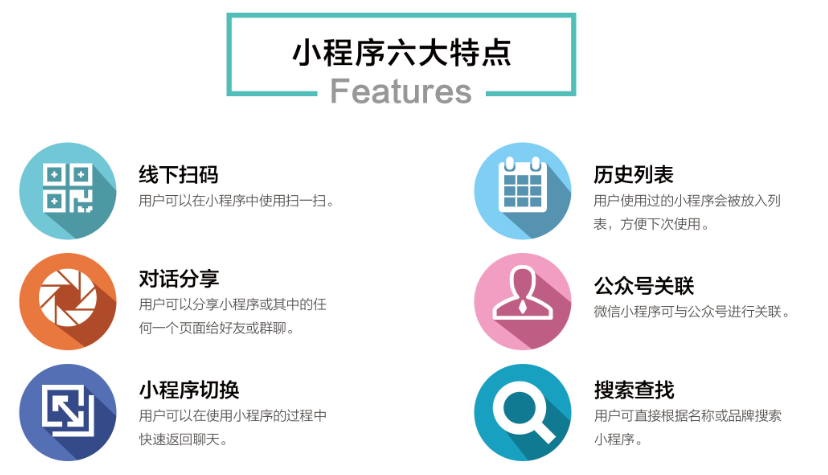 小程序六大特点
Features
线下扫码
用户可以在小程序中使用扫一扫。
对话分享
用户可以分享小程序或其中的任
何一个页面给好友或群聊。
小程序切换
用户可以在使用小程序的过程中
快速返回聊天。
历史列表
用户使用过的小程序会被放入列
表，方便下次使用。
公众号关联
微信小程序可与公众号进行关联。
搜索查找
用户可直接根据名称或品牌搜索
小程序。